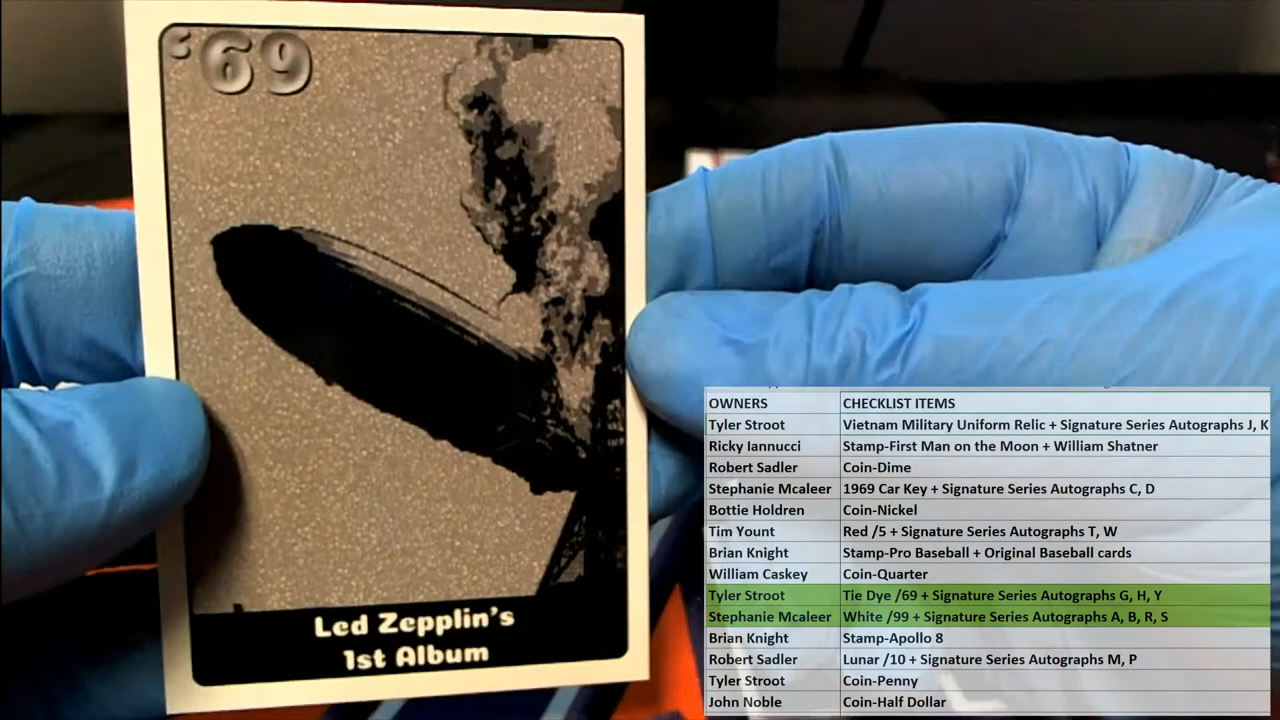 '69
Led Zepplin's
1st Album
OWNERS CHECKLIST ITEMS
Tyler Stroot Vietnam Military Uniform Relic + Signature Series Autographs J, K
Ricky Iannucci Stamp-First Man on the Moon + William Shatner
Robert Sadler Coin-Dime
Stephanie Mcaleer 1969 Car Key + Signature Series Autographs C, D
Bottie Holdren Coin-Nickel
Tim Yount Red /5 + Signature Series Autographs T, W
Brian Knight Stamp-Pro Baseball + Original Baseball cards
William Caskey Coin-Quarter
Tyler Stroot Tie Dye /69 + Signature Series Autographs G, H, Y
Stephanie Mcaleer White /99 + Signature Series Autographs A, B, R, S
Brian Knight Stamp-Apollo 8
Robert Sadler Lunar /10 + Signature Series Autographs M, P
Tyler Stroot Coin-Penny
John Noble Coin-Half Dollar